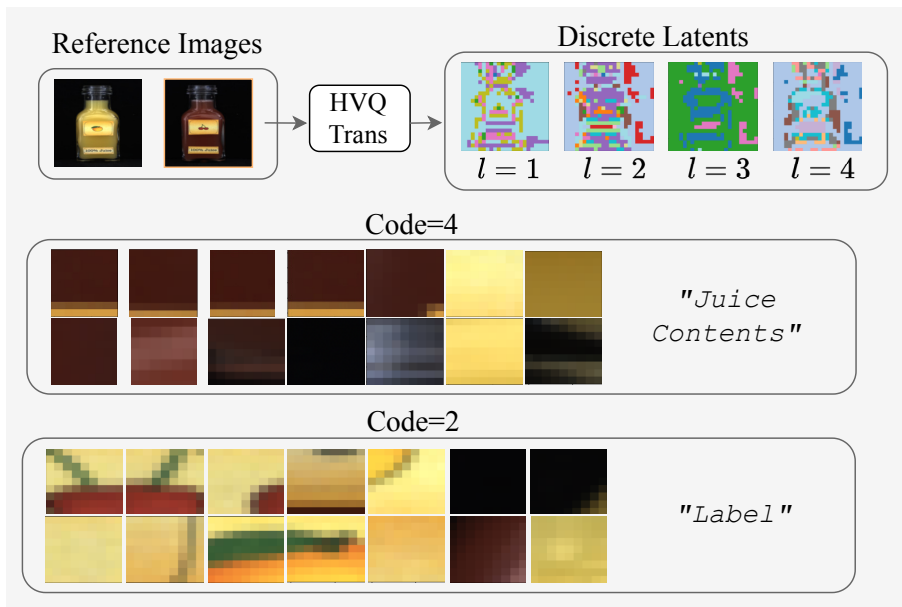 Reference Images
Discrete Latents
HVQ
Trans
l = 1
l = 2
l = 3
l = 4
Code=4
"Juice
Contents"
Code=2
"Label"